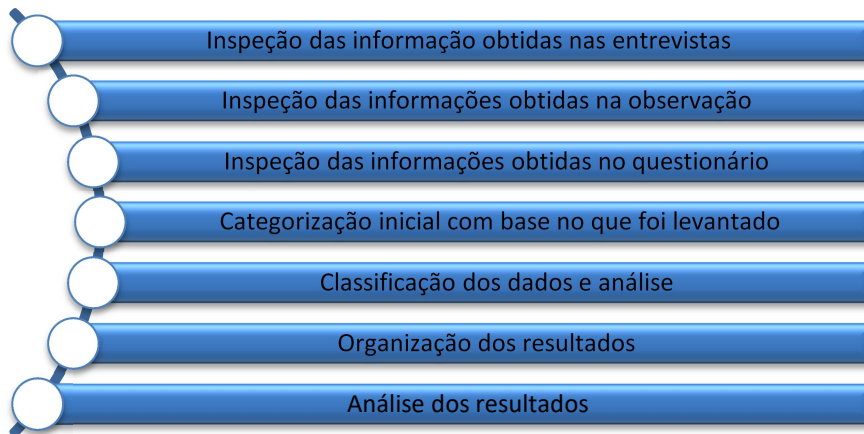 Inspeção das informação obtidas nas entrevistas
Inspeção das informações obtidas na observação
Inspeção das informações obtidas no questionário
Categorização inicial com base no que foi levantado
Classificação dos dados e análise
Organização dos resultados
Análise dos resultados